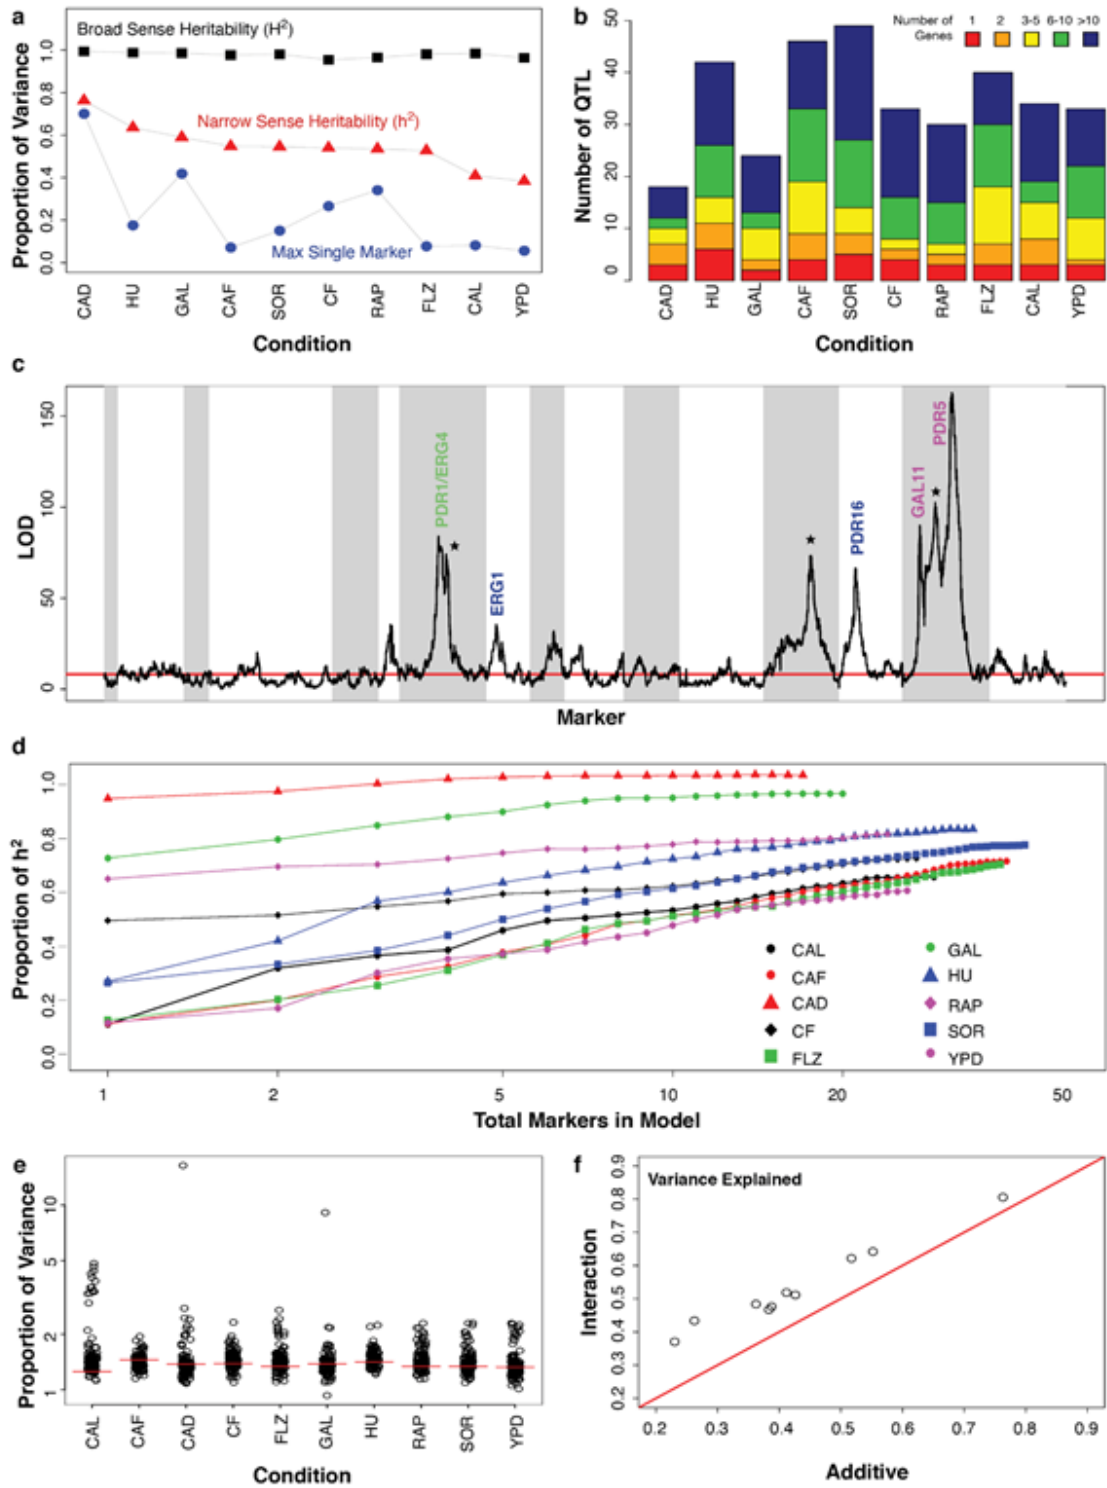 a
Broad Sense Heritability (H²)
Narrow Sense Heritability (h²)
Max Single Marker
Proportion of Variance
0.0 0.2 0.4 0.6 0.8 1.0
CAD HU GAL CAF SOR CF RAP FLZ CAL YPD
Condition
b
Number of Genes
1 2 3-5 6-10 >10
Number of QTL
0 10 20 30 40 50
CAD HU GAL CAF SOR CF RAP FLZ CAL YPD
Condition
c
LOD
0 50 100 150
PDR1/ERG4
ERG1
PDR16
GAL11
PDR5
Marker
d
Proportion of h²
0.0 0.2 0.4 0.6 0.8 1.0
CAL
CAF
CAD
CF
FLZ
GAL
HU
RAP
SOR
YPD
1 2 5 10 20 50
Total Markers in Model
e
Proportion of Variance
1 2 5 10
CAL CAF CAD CF FLZ GAL HU RAP SOR YPD
Condition
f
Variance Explained
Interaction
0.2 0.3 0.4 0.5 0.6 0.7 0.8 0.9
0.2 0.3 0.4 0.5 0.6 0.7 0.8 0.9
Additive